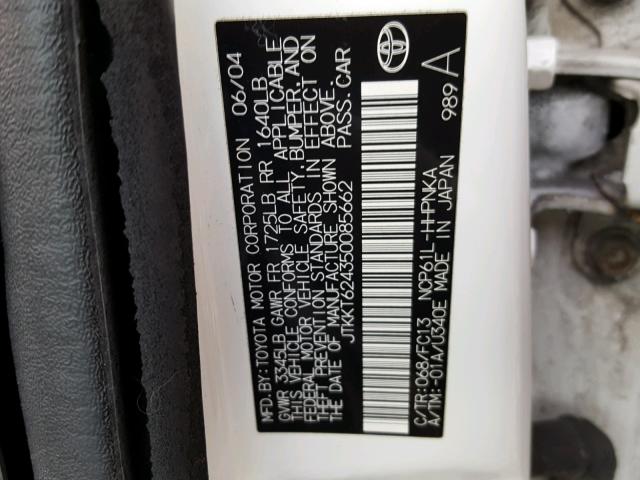 MFD.BY:TOYOTA MOTOR CORPORATION 06/04
GVWR 3345LB GAWR FR 1725LB RR 1640LB
THIS VEHICLE CONFORMS TO ALL APPLICABLE
FEDERAL MOTOR VEHICLE SAFETY, BUMPER, AND
THEFT PREVENTION STANDARDS IN EFFECT ON
THE DATE OF MANUFACTURE SHOWN ABOVE.
JTKKT624350085662 PASS. CAR
C/TR:068/FC13 NCP61L-HHPNKA
A/TM:-01A/U340E MADE IN JAPAN 989 A